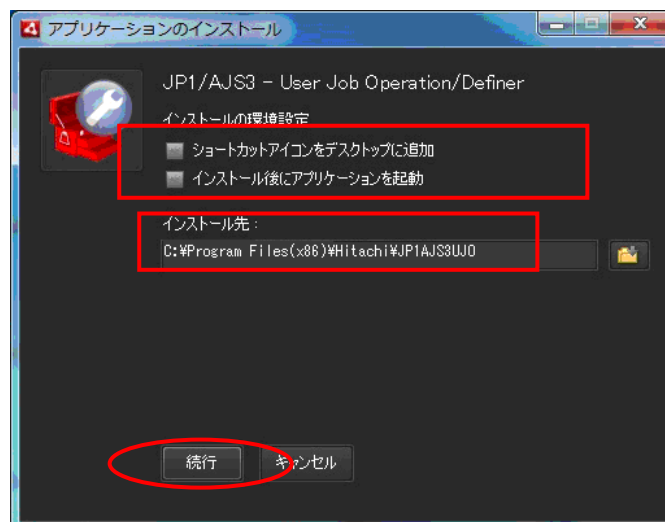 アプリケーションのインストール
JP1/AJS3 - User Job Operation/Definer
インストールの環境設定
ショートカットアイコンをデスクトップに追加
インストール後にアプリケーションを起動
インストール先 :
C:¥Program Files(x86)¥Hitachi¥JP1AJS3UJO
続行
キャンセル